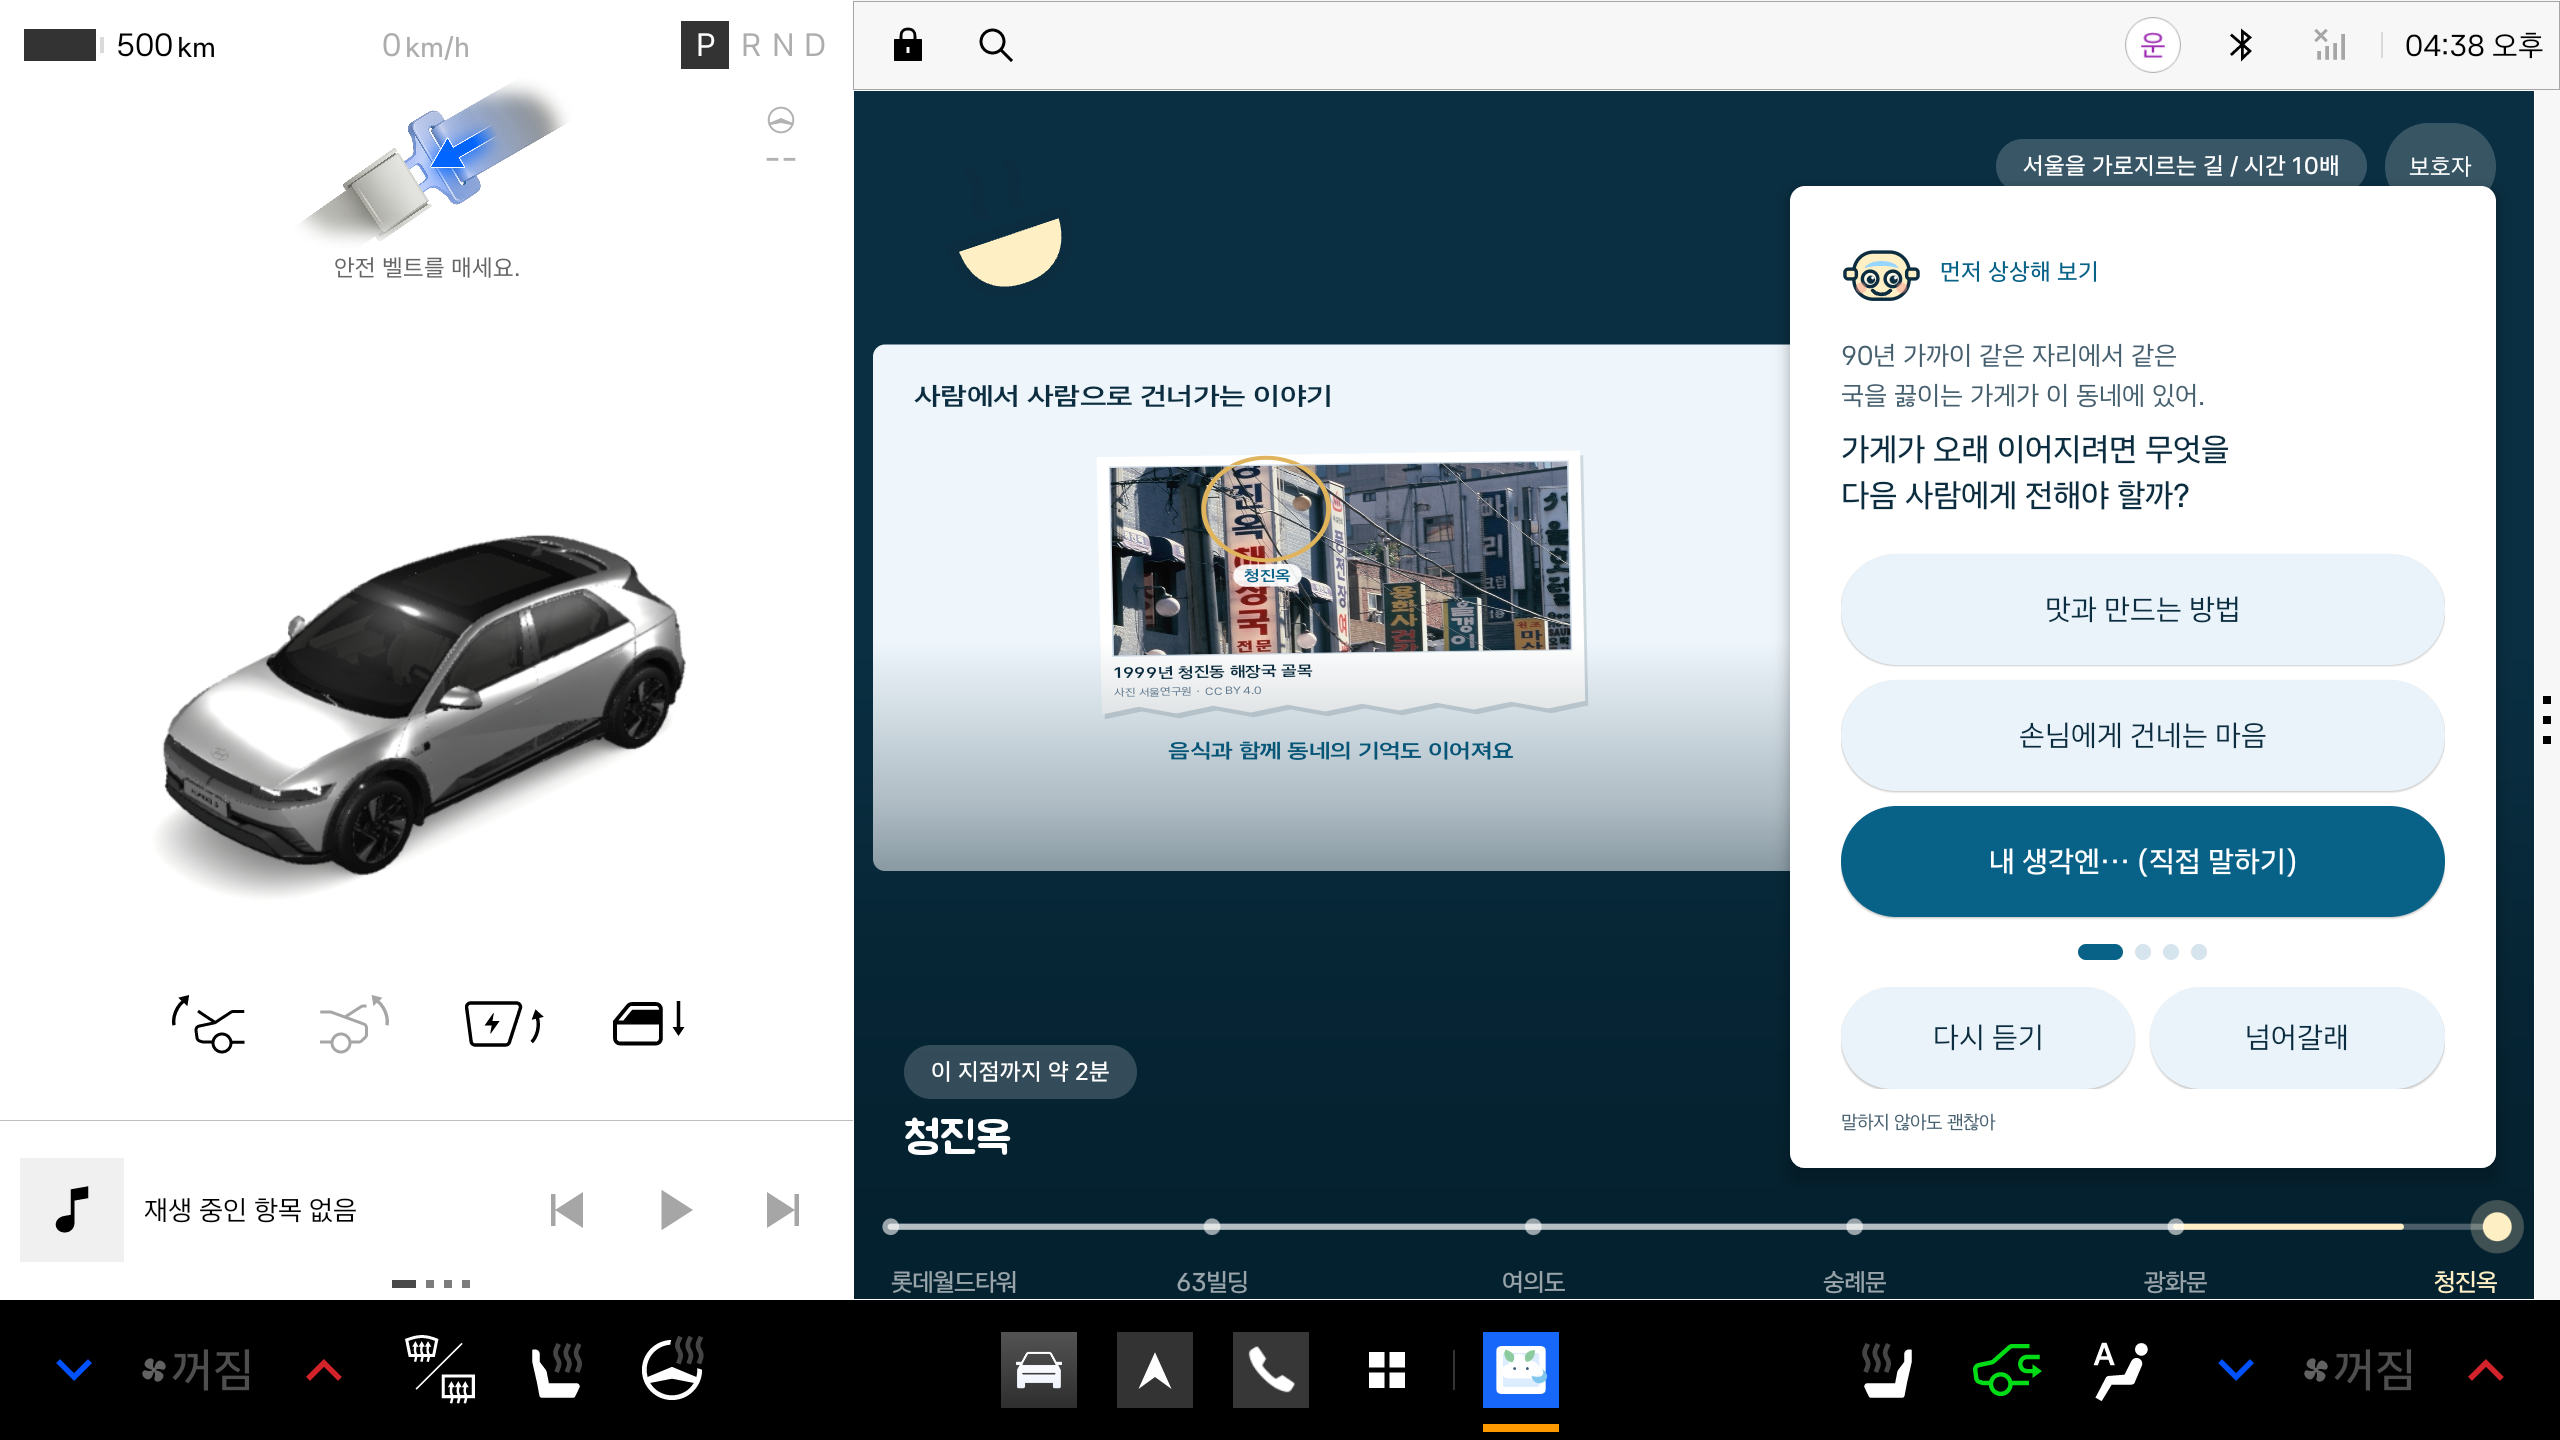 500 km
0 km/h
P R N D
안전 벨트를 매세요.
재생 중인 항목 없음
운
04:38 오후
서울을 가로지르는 길 / 시간 10배
보호자
사람에서 사람으로 건너가는 이야기
청진옥
해장국
전문
청진옥
1999년 청진동 해장국 골목
사진 서울연구원 · CC BY 4.0
음식과 함께 동네의 기억도 이어져요
먼저 상상해 보기
90년 가까이 같은 자리에서 같은
국을 끓이는 가게가 이 동네에 있어.
가게가 오래 이어지려면 무엇을
다음 사람에게 전해야 할까?
맛과 만드는 방법
손님에게 건네는 마음
내 생각엔… (직접 말하기)
다시 듣기
넘어갈래
말하지 않아도 괜찮아
이 지점까지 약 2분
청진옥
롯데월드타워
63빌딩
여의도
숭례문
광화문
청진옥
꺼짐
A
꺼짐